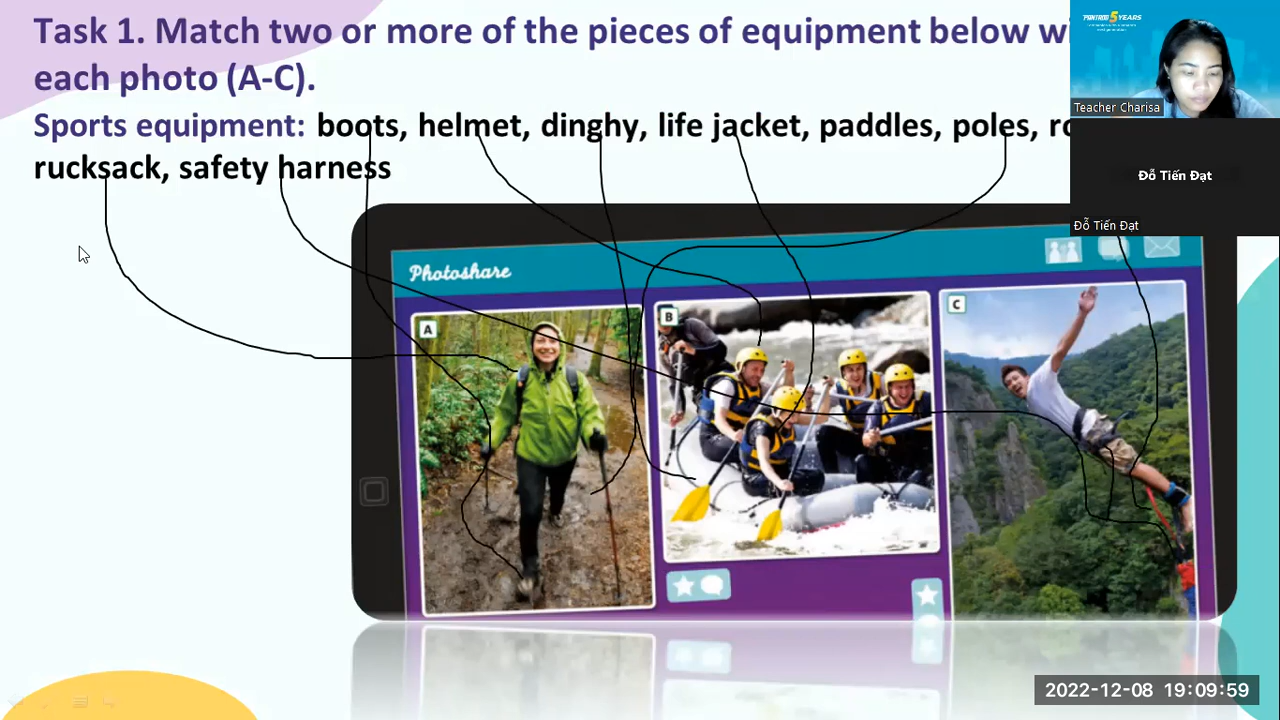 Task 1. Match two or more of the pieces of equipment below
each photo (A-C).
Sports equipment: boots, helmet, dinghy, life jacket, paddles, poles,
rucksack, safety harness
5 YEARS
Teacher Charisa
Đỗ Tiến Đạt
Đỗ Tiến Đạt
Photoshare
A
B
C
2022-12-08 19:09:59